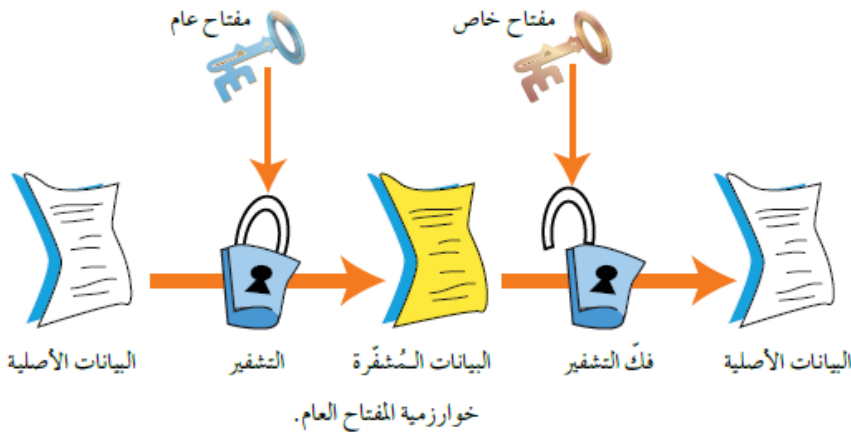 مفتاح عام
مفتاح خاص
البيانات الأصلية
التشفير
البيانات المُشفّرة
فكّ التشفير
البيانات الأصلية
خوارزمية المفتاح العام.